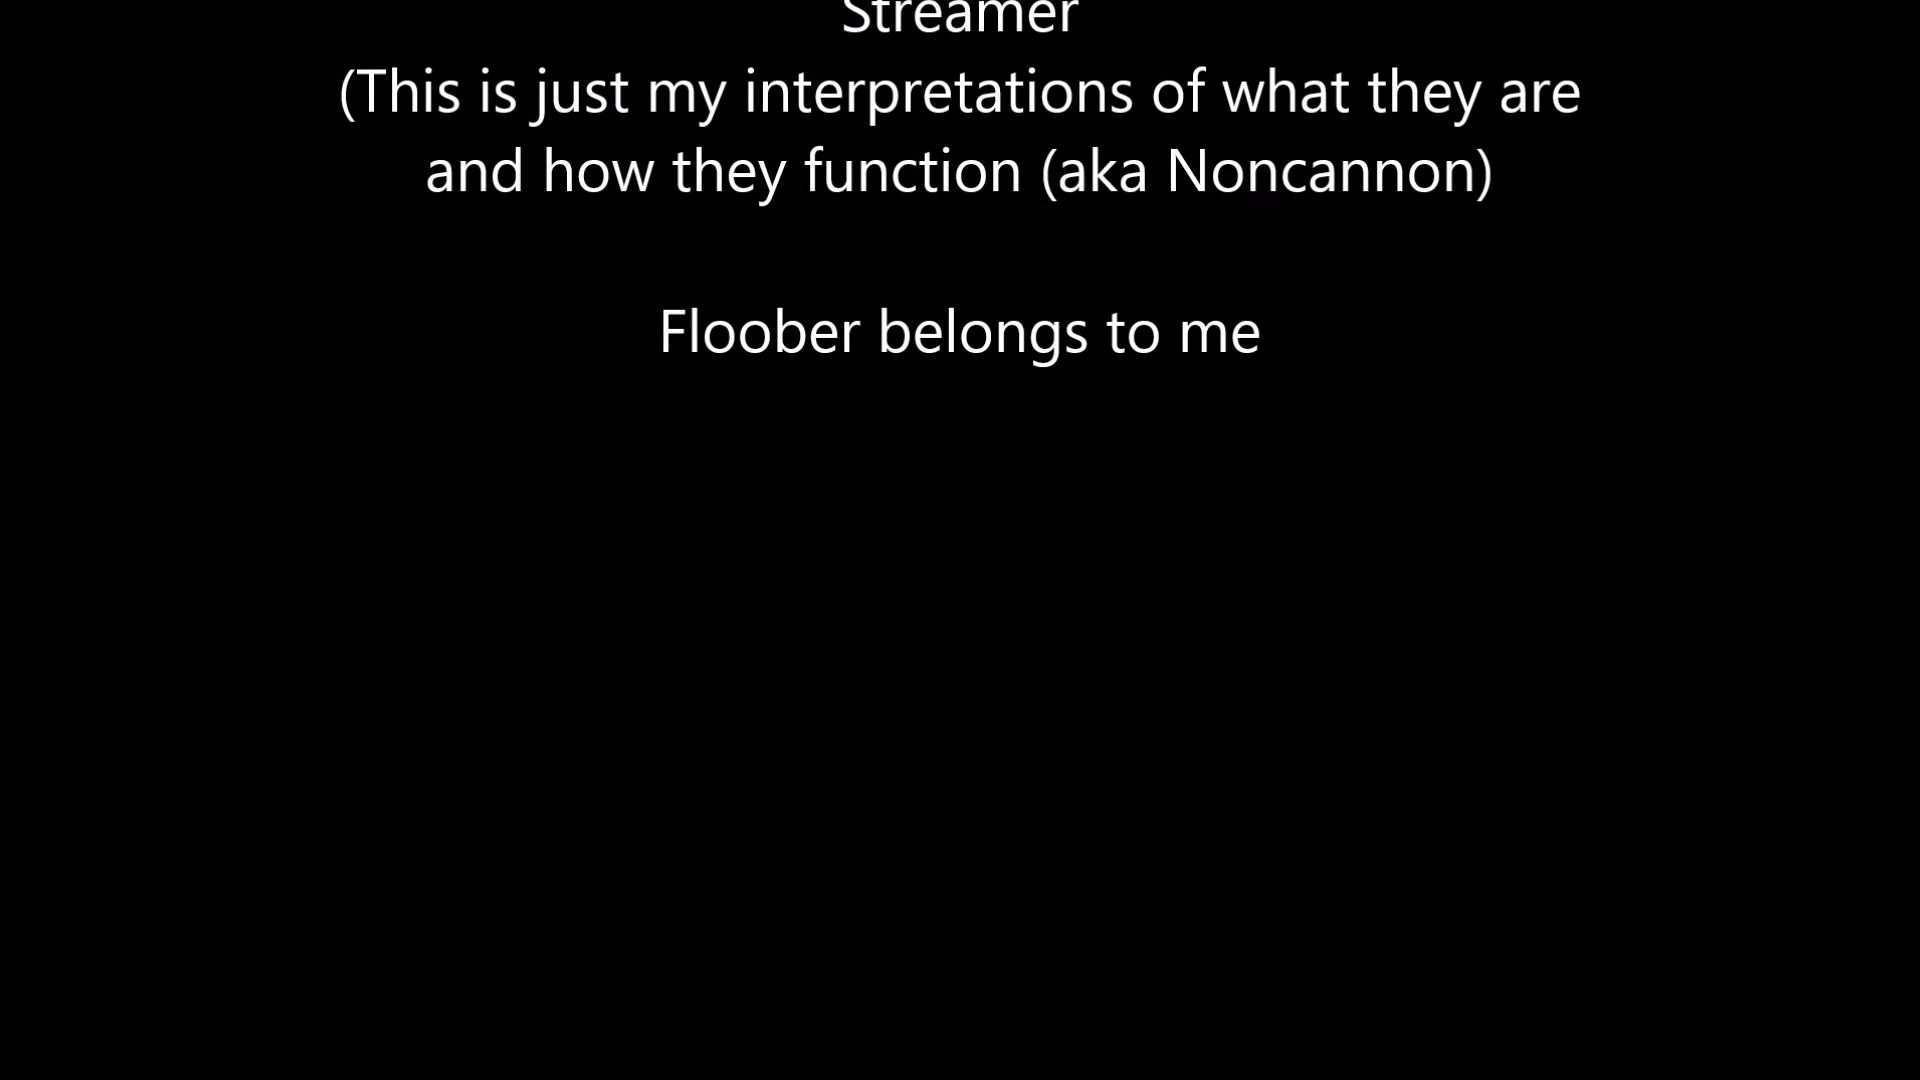 Streamer
(This is just my interpretations of what they are
and how they function (aka Noncannon)
Floober belongs to me